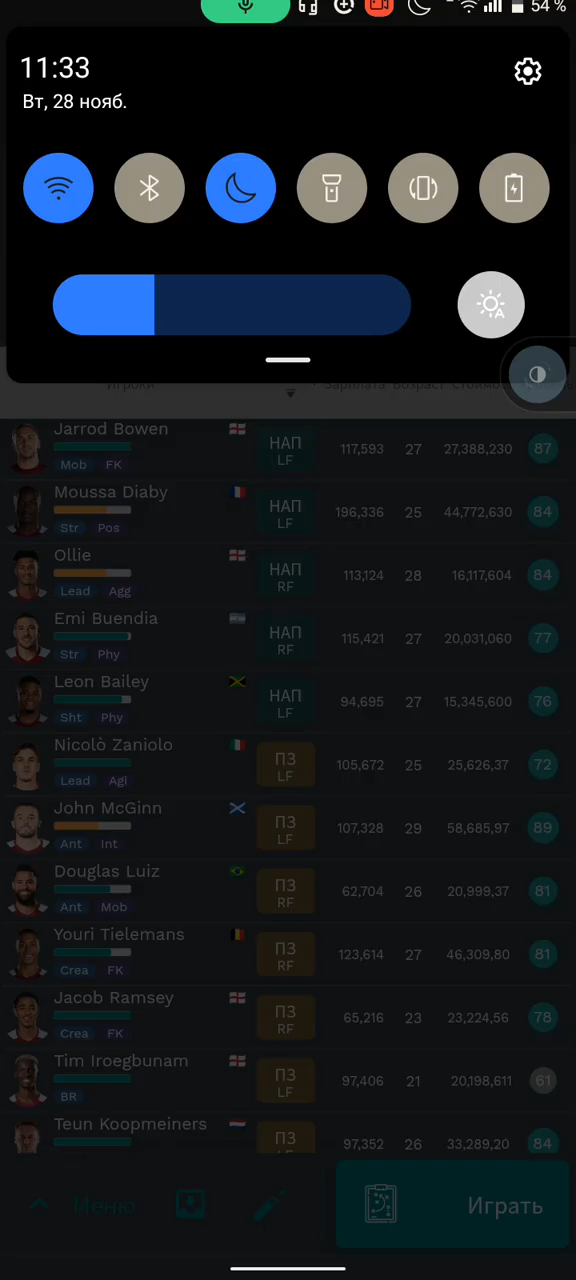 54 %
11:33
Вт, 28 нояб.
Игроки Зарплата Возраст
Jarrod Bowen
НАП
LF
117,593 27 27,388,230 87
Mob FK
Moussa Diaby
НАП
LF
196,336 25 44,772,630 84
Str Pos
Ollie
НАП
RF
113,124 28 16,117,604 84
Lead Agg
Emi Buendia
НАП
RF
115,421 27 20,031,060 77
Str Phy
Leon Bailey
НАП
LF
94,695 27 15,345,600 76
Sht Phy
Nicolò Zaniolo
ПЗ
LF
105,672 25 25,626,37 72
Lead Agi
John McGinn
ПЗ
LF
107,328 29 58,685,97 89
Ant Int
Douglas Luiz
ПЗ
RF
62,704 26 20,999,37 81
Ant Mob
Youri Tielemans
ПЗ
RF
123,614 27 46,309,80 81
Crea FK
Jacob Ramsey
ПЗ
RF
65,216 23 23,224,56 78
Crea FK
Tim Iroegbunam
ПЗ
LF
97,406 21 20,198,611 61
BR
Teun Koopmeiners
ПЗ
97,352 26 33,289,20 84
Меню Играть